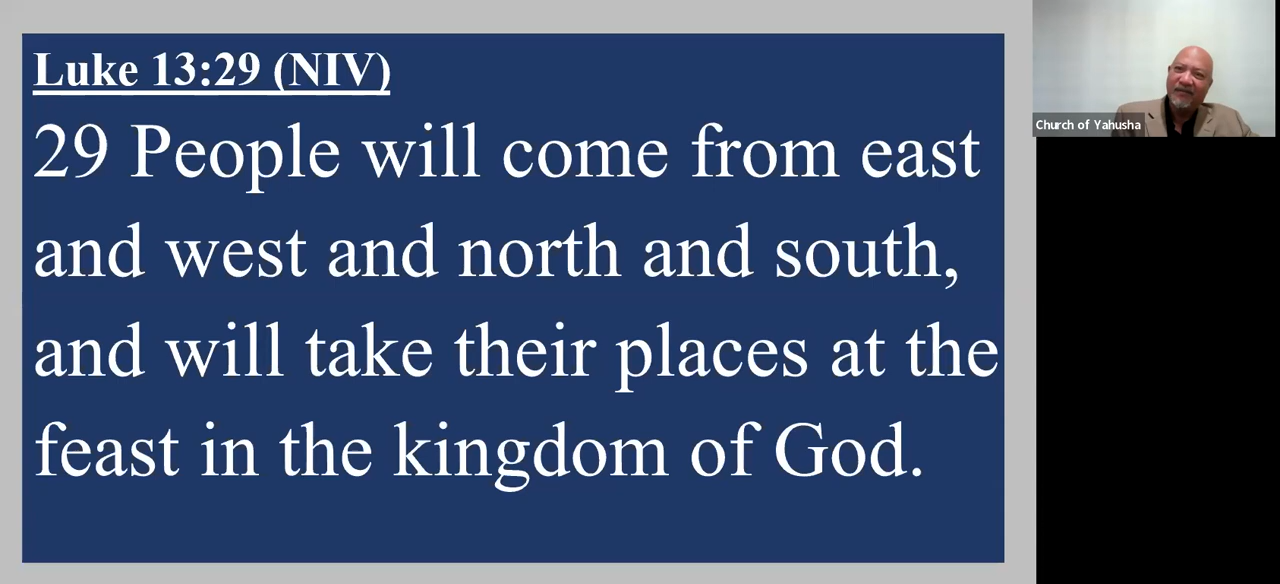 Luke 13:29 (NIV)
29 People will come from east
and west and north and south,
and will take their places at the
feast in the kingdom of God.
Church of Yahusha